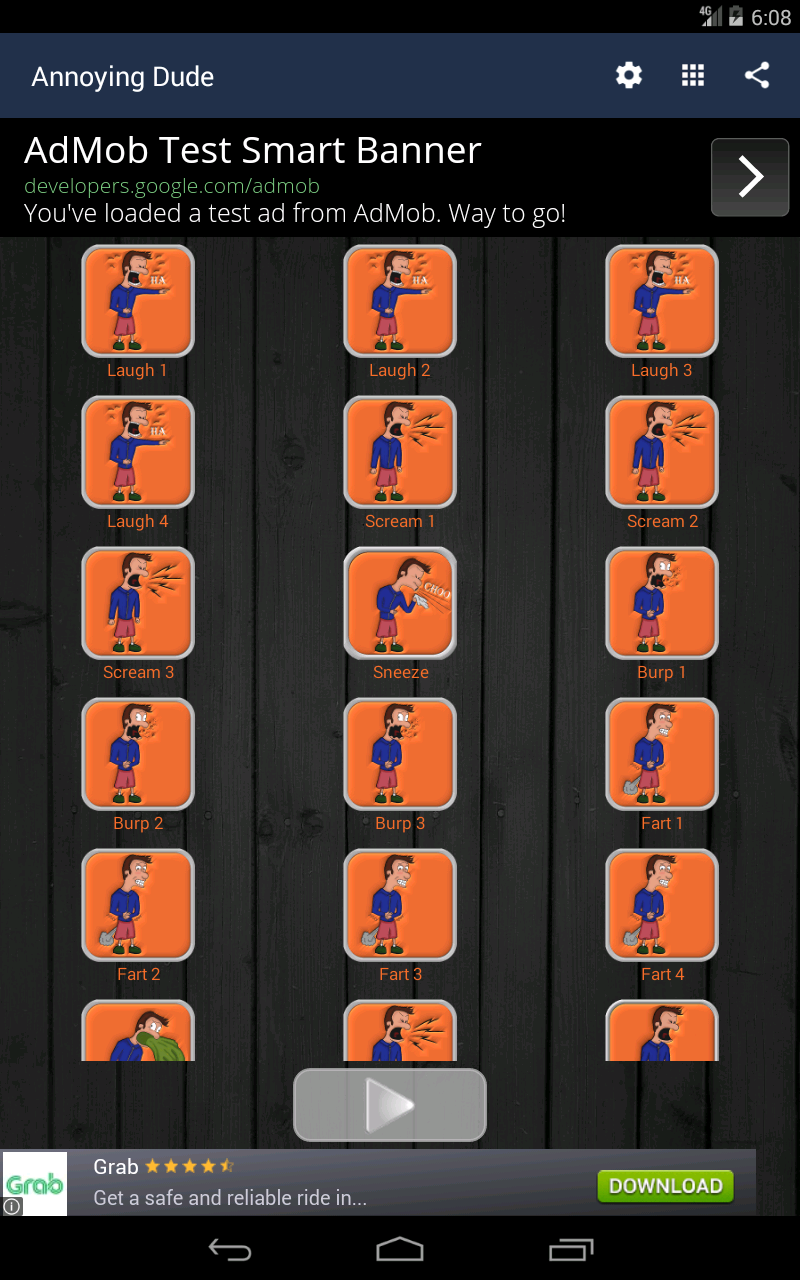 4G 6:08
Annoying Dude
AdMob Test Smart Banner
developers.google.com/admob
You've loaded a test ad from AdMob. Way to go!
HA HA HA
Laugh 1 Laugh 2 Laugh 3
HA
Laugh 4 Scream 1 Scream 2
CHOO
Scream 3 Sneeze Burp 1
Burp 2 Burp 3 Fart 1
Fart 2 Fart 3 Fart 4
Grab
Grab
Get a safe and reliable ride in...
DOWNLOAD